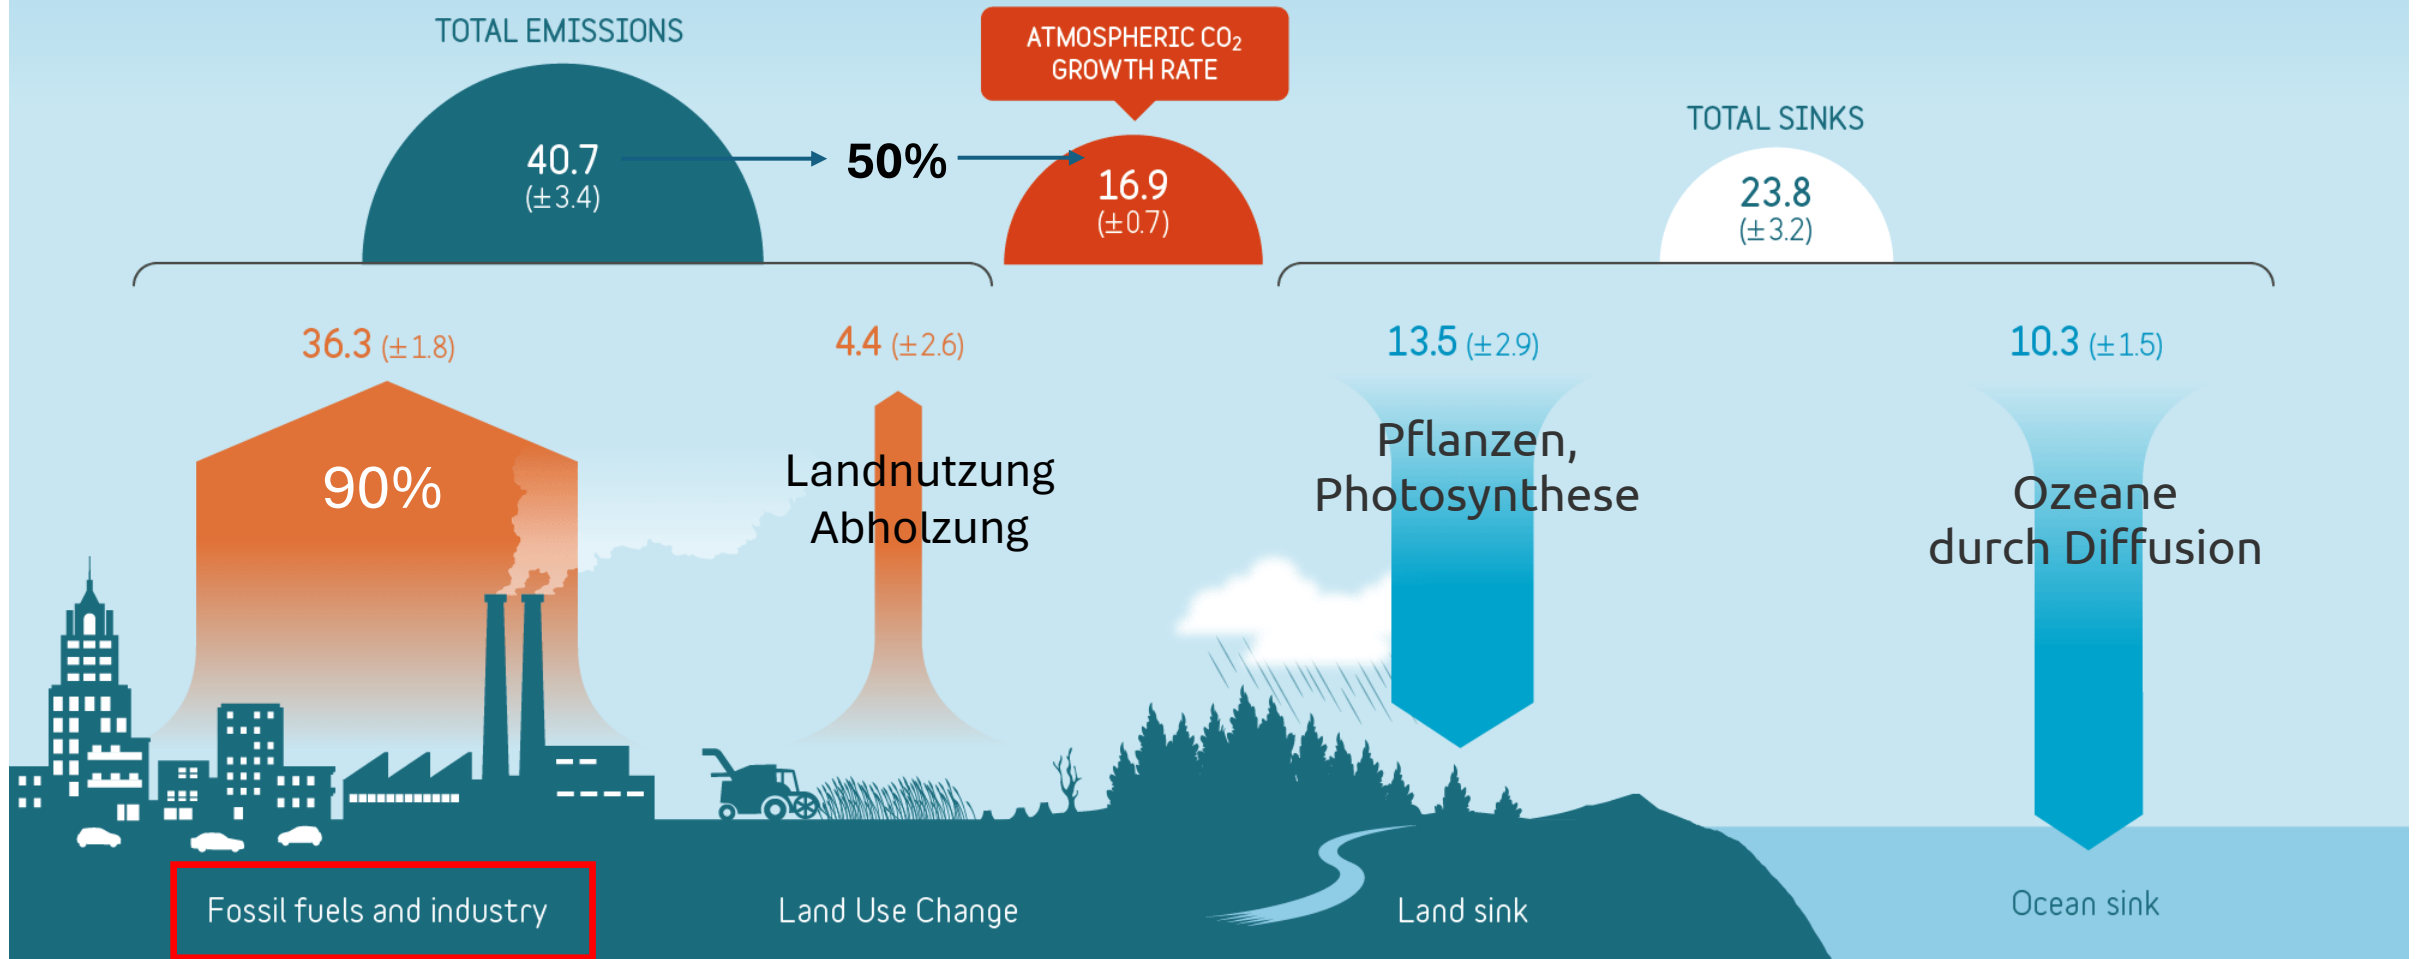 TOTAL EMISSIONS
40.7
(±3.4)
50%
ATMOSPHERIC CO₂
GROWTH RATE
16.9
(±0.7)
TOTAL SINKS
23.8
(±3.2)
36.3 (±1.8)
4.4 (±2.6)
13.5 (±2.9)
10.3 (±1.5)
90%
Landnutzung
Abholzung
Pflanzen,
Photosynthese
Ozeane
durch Diffusion
Fossil fuels and industry
Land Use Change
Land sink
Ocean sink